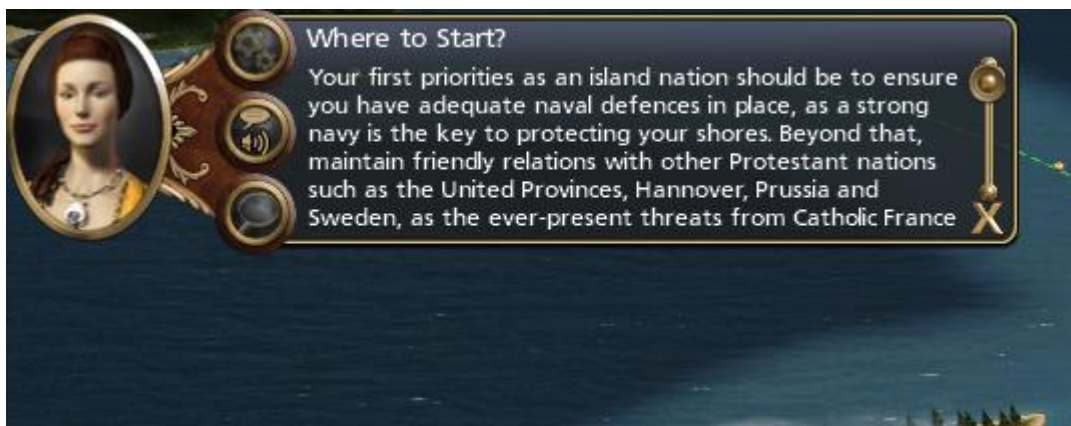 Where to Start?
Your first priorities as an island nation should be to ensure
you have adequate naval defences in place, as a strong
navy is the key to protecting your shores. Beyond that,
maintain friendly relations with other Protestant nations
such as the United Provinces, Hannover, Prussia and
Sweden, as the ever-present threats from Catholic France